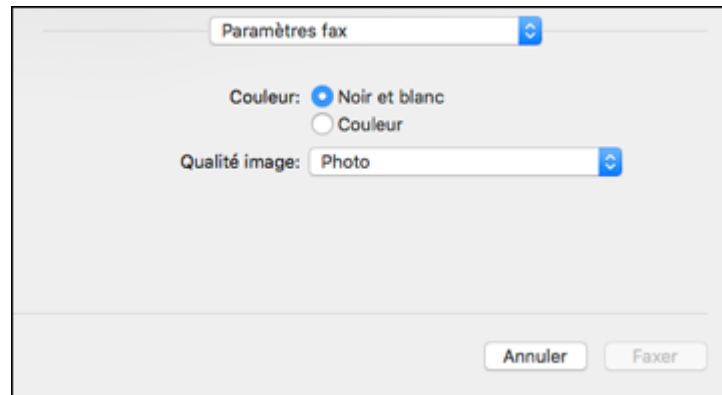 Paramètres fax
Couleur: Noir et blanc
Couleur
Qualité image: Photo
Annuler Faxer